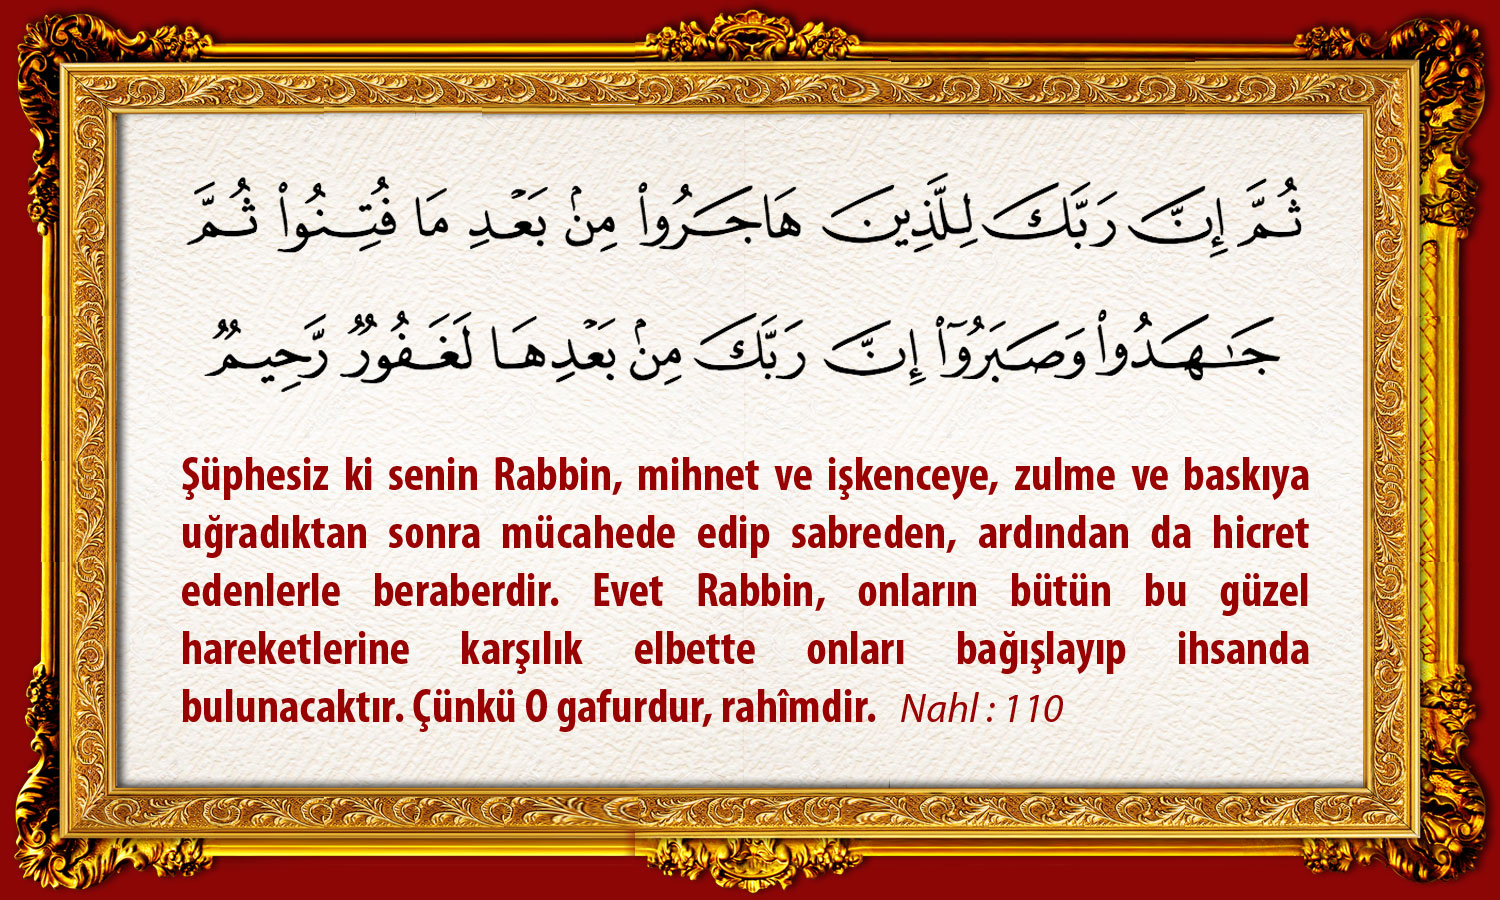 ثُمَّ إِنَّ رَبَّكَ لِلَّذِينَ هَاجَرُواْ مِنۢ بَعۡدِ مَا فُتِنُواْ ثُمَّ
جَٰهَدُواْ وَصَبَرُوٓاْ إِنَّ رَبَّكَ مِنۢ بَعۡدِهَا لَغَفُورٞ رَّحِيمٞ
Şüphesiz ki senin Rabbin, mihnet ve işkenceye, zulme ve baskıya
uğradıktan sonra mücahede edip sabreden, ardından da hicret
edenlerle beraberdir. Evet Rabbin, onların bütün bu güzel
hareketlerine karşılık elbette onları bağışlayıp ihsanda
bulunacaktır. Çünkü O gafurdur, rahîmdir. Nahl : 110